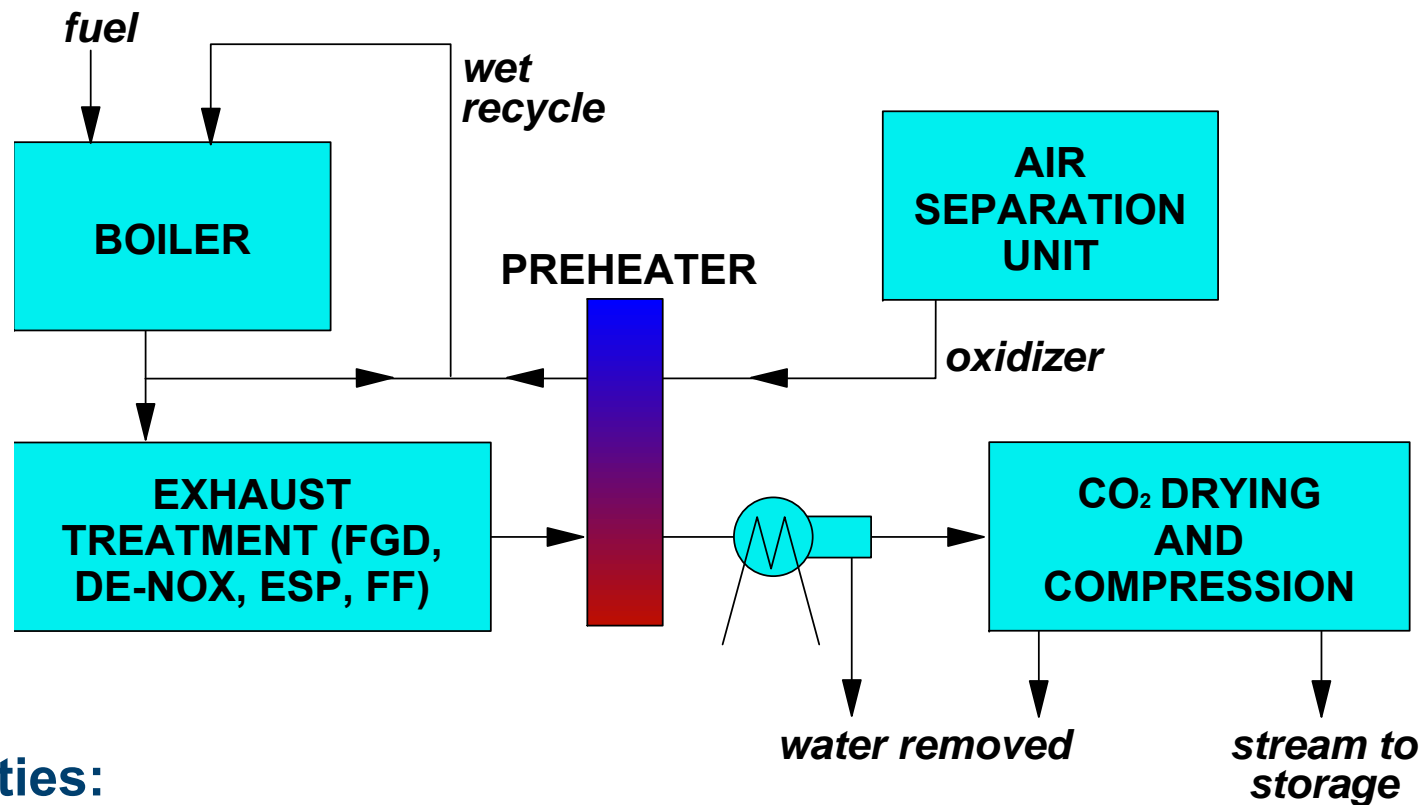 fuel
wet
recycle
BOILER
AIR
SEPARATION
UNIT
PREHEATER
oxidizer
EXHAUST
TREATMENT (FGD,
DE-NOX, ESP, FF)
CO₂ DRYING
AND
COMPRESSION
water removed
stream to
storage
ties: